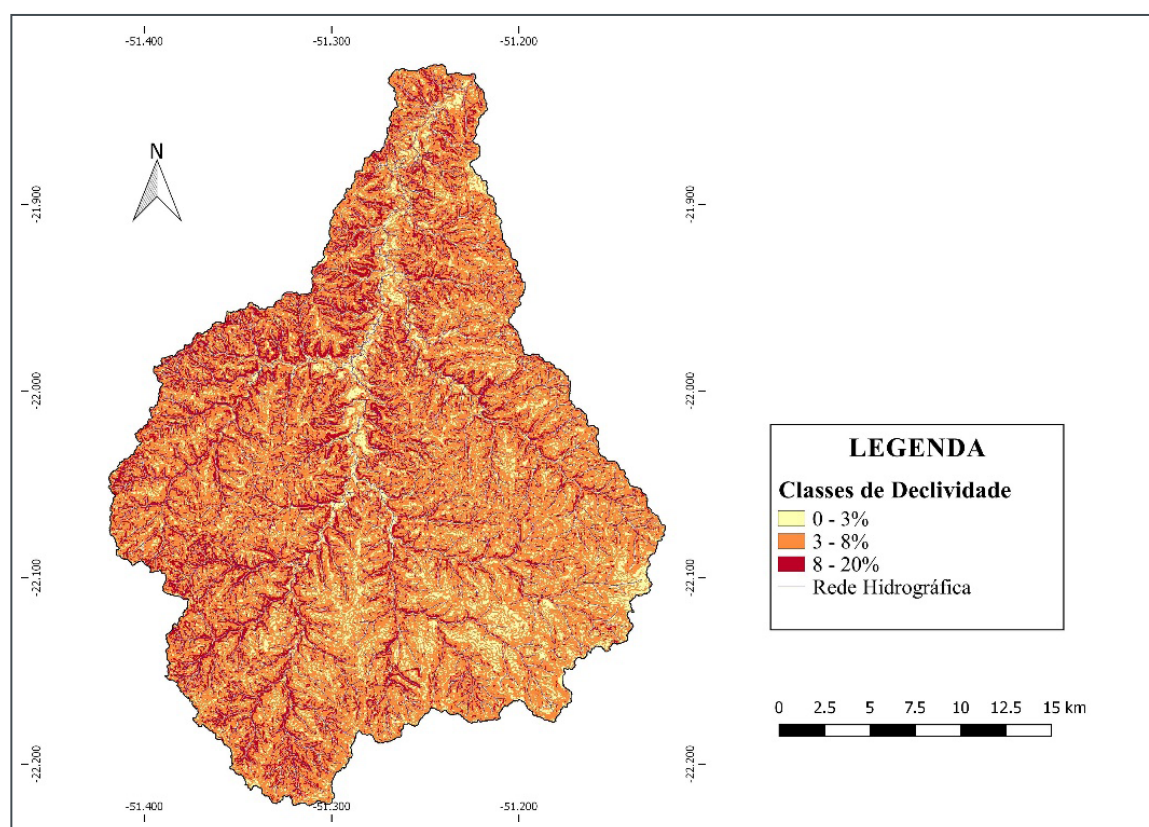 -51.400 -51.300 -51.200
N
-21.900 -21.900
-22.000 -22.000
LEGENDA
Classes de Declividade
0 - 3%
3 - 8%
8 - 20%
Rede Hidrográfica
-22.100 -22.100
0 2.5 5 7.5 10 12.5 15 km
-22.200 -22.200
-51.400 -51.300 -51.200